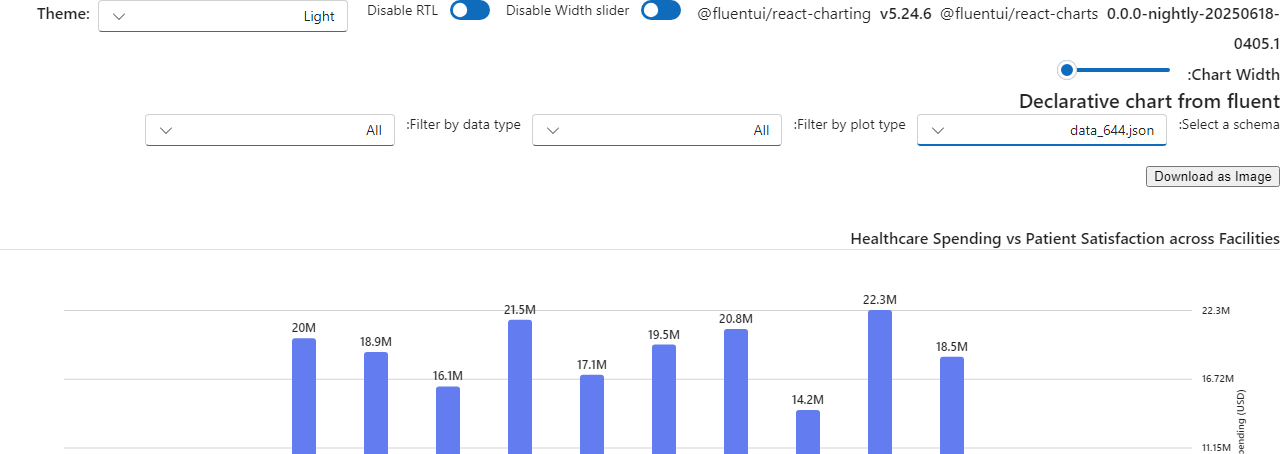 Theme: Light Disable RTL Disable Width slider @fluentui/react-charting v5.24.6 @fluentui/react-charts 0.0.0-nightly-20250618-
0405.1
:Chart Width
Declarative chart from fluent
:Select a schema data_644.json :Filter by plot type All :Filter by data type All
Download as Image
Healthcare Spending vs Patient Satisfaction across Facilities
22.3M
21.5M
22.3M
20.8M
20M
19.5M
18.9M
18.5M
17.1M
16.1M
16.72M
14.2M
11.15M
(USD)